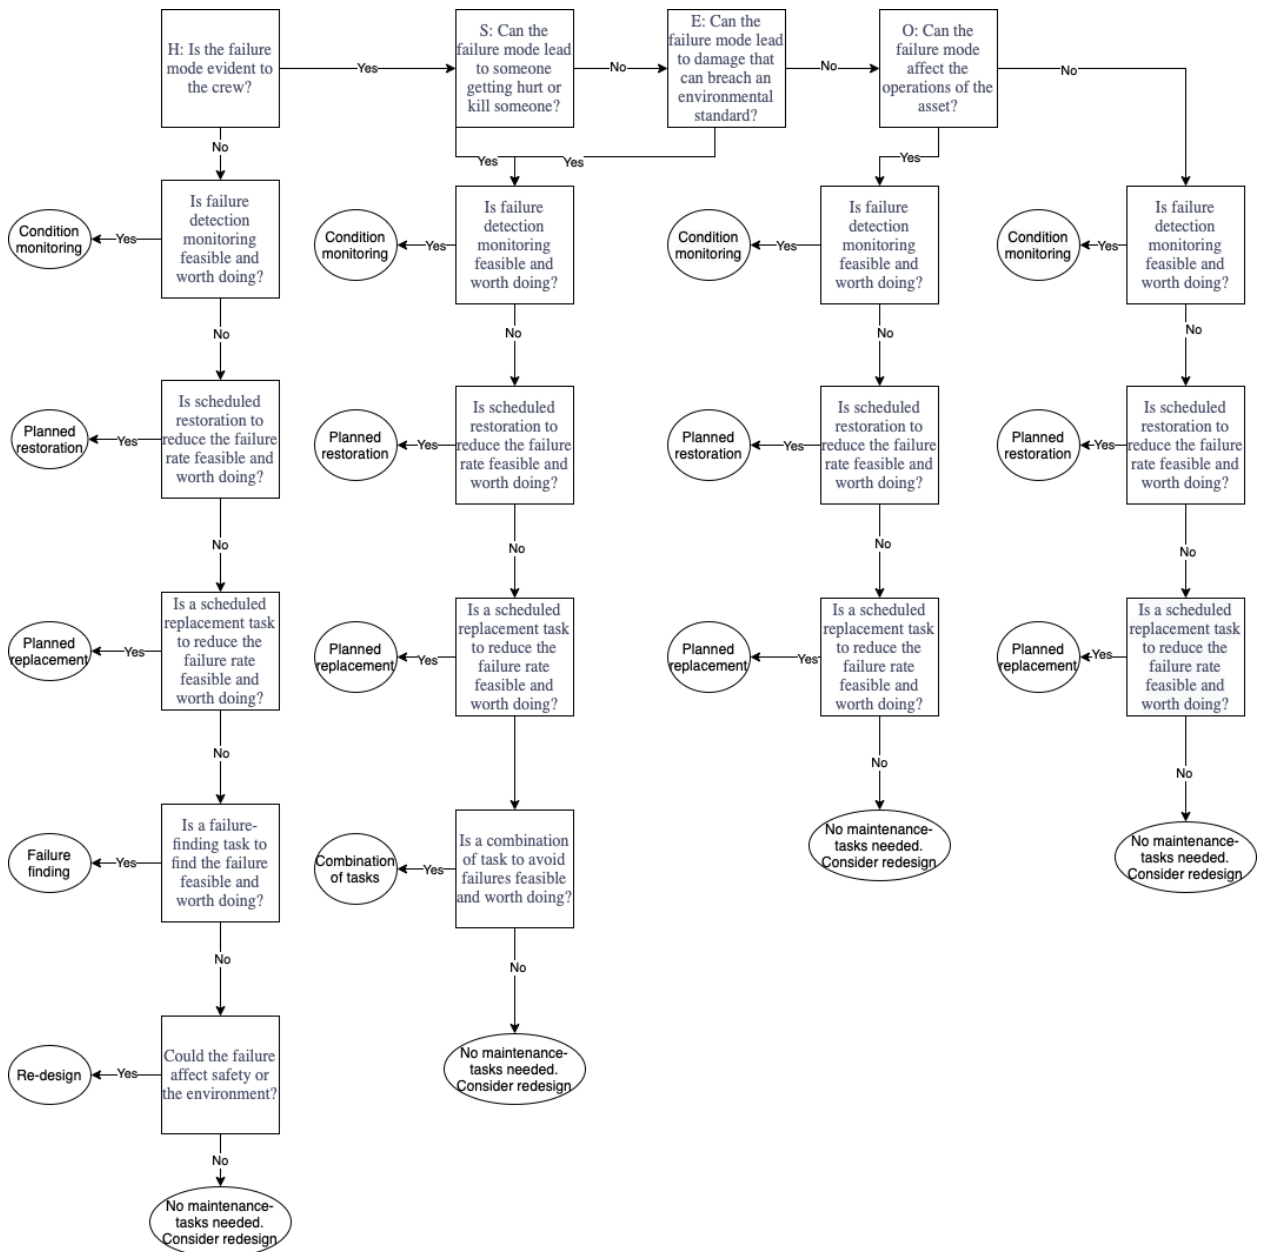 H: Is the failure
mode evident to
the crew?
Yes
S: Can the
failure mode lead
to someone
getting hurt or
kill someone?
No
E: Can the
failure mode lead
to damage that
can breach an
environmental
standard?
No
O: Can the
failure mode
affect the
operations of the
asset?
No
No
Yes
Yes
Yes
Is failure
detection
monitoring
feasible and
worth doing?
Yes
Condition
monitoring
Is failure
detection
monitoring
feasible and
worth doing?
Yes
Condition
monitoring
Is failure
detection
monitoring
feasible and
worth doing?
Yes
Condition
monitoring
Is failure
detection
monitoring
feasible and
worth doing?
Yes
Condition
monitoring
No
No
No
No
Is scheduled
restoration to
reduce the failure
rate feasible and
worth doing?
Yes
Planned
restoration
Is scheduled
restoration to
reduce the failure
rate feasible and
worth doing?
Yes
Planned
restoration
Is scheduled
restoration to
reduce the failure
rate feasible and
worth doing?
Yes
Planned
restoration
Is scheduled
restoration to
reduce the failure
rate feasible and
worth doing?
Yes
Planned
restoration
No
No
No
No
Is a scheduled
replacement task
to reduce the
failure rate
feasible and
worth doing?
Yes
Planned
replacement
Is a scheduled
replacement task
to reduce the
failure rate
feasible and
worth doing?
Yes
Planned
replacement
Is a scheduled
replacement task
to reduce the
failure rate
feasible and
worth doing?
Yes
Planned
replacement
Is a scheduled
replacement task
to reduce the
failure rate
feasible and
worth doing?
Yes
Planned
replacement
No
No
No
Is a failure-
finding task to
find the failure
feasible and
worth doing?
Yes
Failure
finding
Is a combination
of task to avoid
failures feasible
and worth doing?
Yes
Combination
of tasks
No maintenance-
tasks needed.
Consider redesign
No maintenance-
tasks needed.
Consider redesign
No
No
Could the failure
affect safety or
the environment?
Yes
Re-design
No maintenance-
tasks needed.
Consider redesign
No
No maintenance-
tasks needed.
Consider redesign